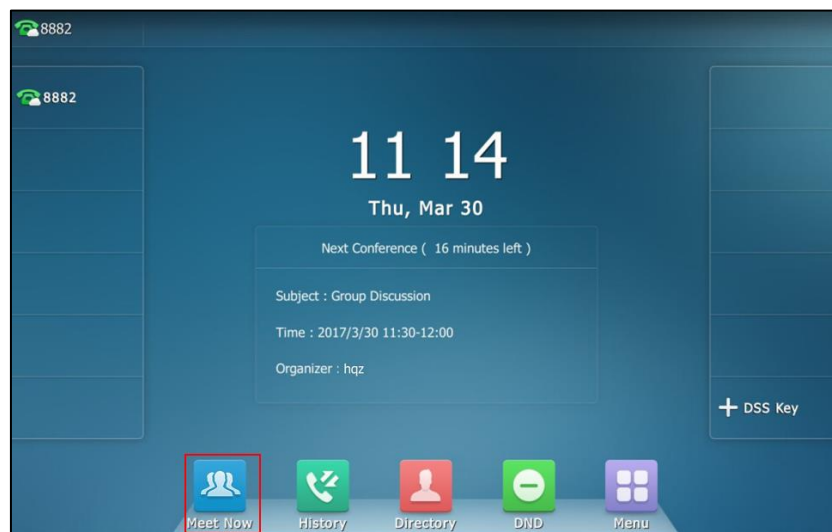 8882
8882
11 14
Thu, Mar 30
Next Conference ( 16 minutes left )
Subject : Group Discussion
Time : 2017/3/30 11:30-12:00
Organizer : hqz
DSS Key
Meet Now
History
Directory
DND
Menu